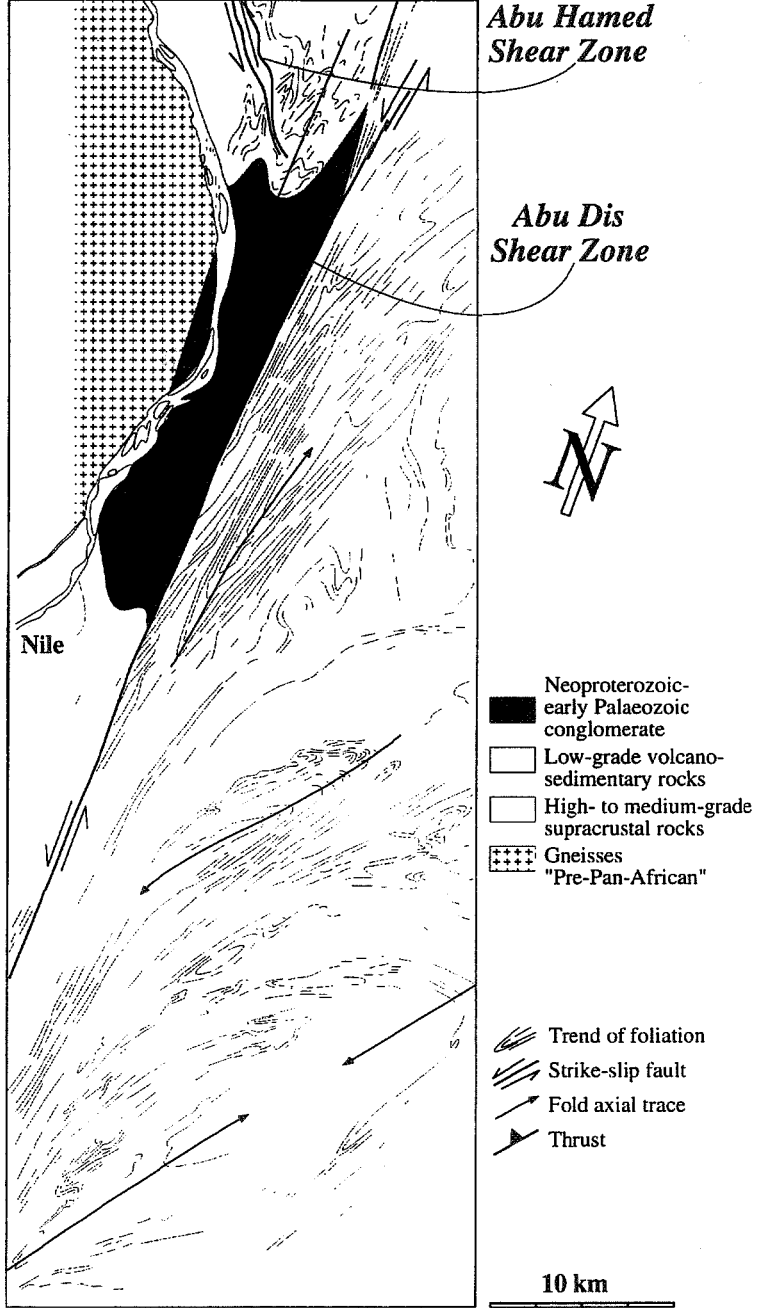 Abu Hamed
Shear Zone
Abu Dis
Shear Zone
N
Nile
Neoproterozoic-
early Palaeozoic
conglomerate
Low-grade volcano-
sedimentary rocks
High- to medium-grade
supracrustal rocks
Gneisses
"Pre-Pan-African"
Trend of foliation
Strike-slip fault
Fold axial trace
Thrust
10 km